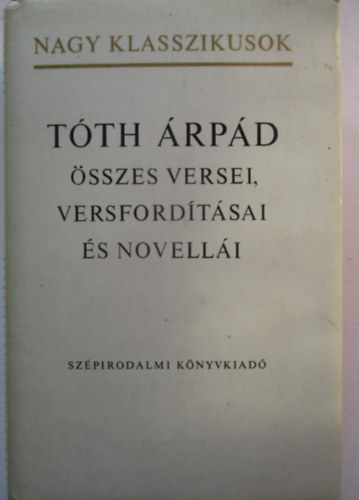 NAGY KLASSZIKUSOK
TÓTH ÁRPÁD
ÖSSZES VERSEI,
VERSFORDÍTÁSAI
ÉS NOVELLÁI
SZÉPIRODALMI KÖNYVKIADÓ